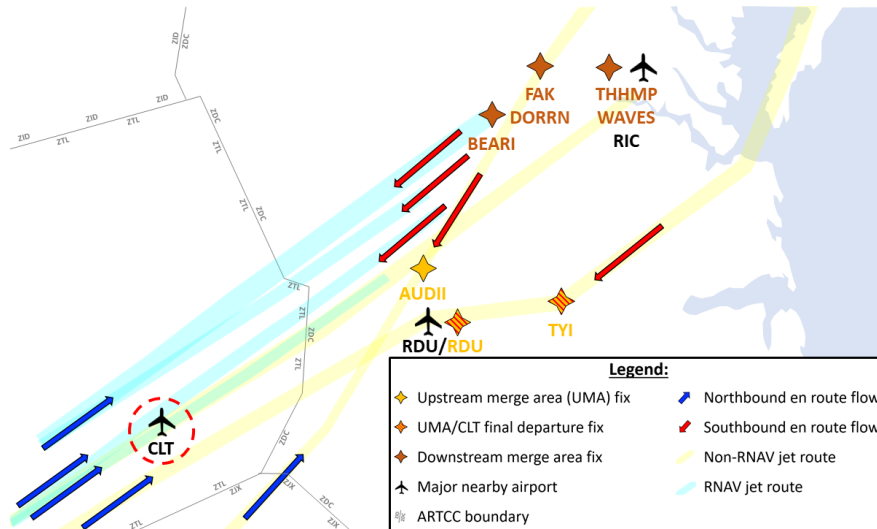 ZID
ZDC
ZID
ZTL
ZID
ZTL
ZID
ZTL
ZDC
ZTL
ZDC
ZTL
FAK
DORRN
THHMP
WAVES
RIC
BEARI
AUDII
TYI
RDU/RDU
ZTL
ZTL
ZDC
ZTL
CLT
ZDC
ZTL
ZJX
ZTL
ZJX
ZJX
ZDC
ZDC
Legend:
Upstream merge area (UMA) fix
UMA/CLT final departure fix
Downstream merge area fix
Major nearby airport
ARTCC boundary
Northbound en route flow
Southbound en route flow
Non-RNAV jet route
RNAV jet route